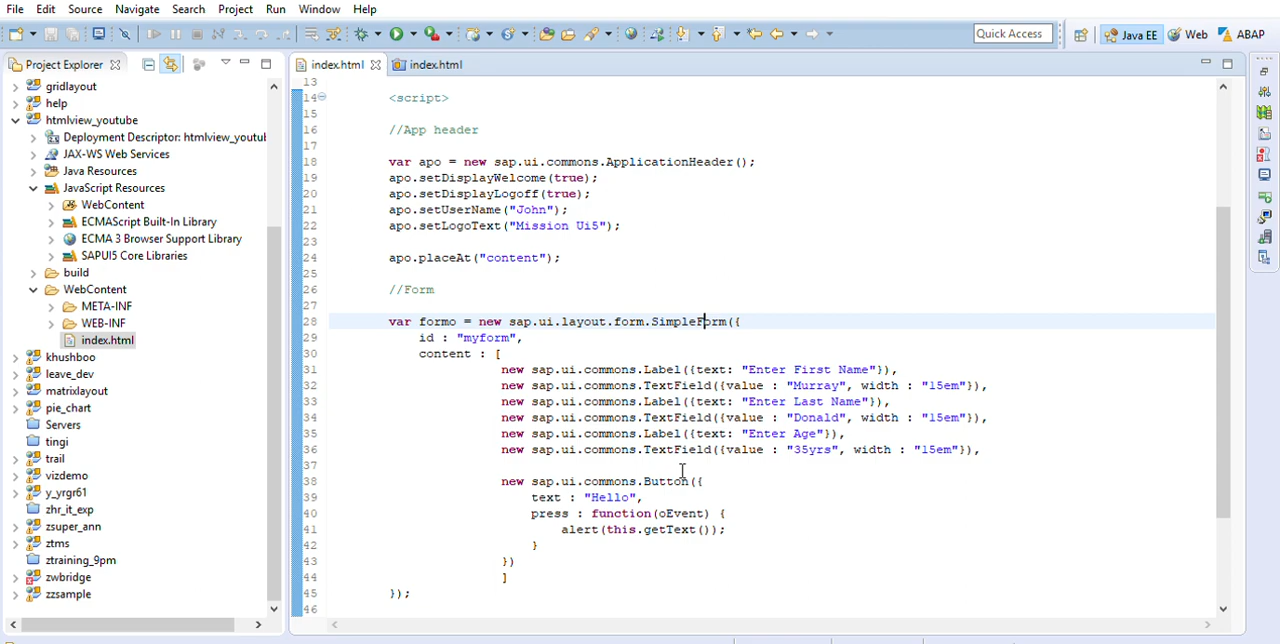 File Edit Source Navigate Search Project Run Window Help
Quick Access Java EE Web ABAP
Project Explorer
gridlayout
help
htmlview_youtube
Deployment Descriptor: htmlview_youtul
JAX-WS Web Services
Java Resources
JavaScript Resources
WebContent
ECMAScript Built-In Library
ECMA 3 Browser Support Library
SAPUI5 Core Libraries
build
WebContent
META-INF
WEB-INF
index.html
khushboo
leave_dev
matrixlayout
pie_chart
Servers
tingi
trail
vizdemo
y_yrgr61
zhr_it_exp
zsuper_ann
ztms
ztraining_9pm
zwbridge
zzsample
index.html index.html
13
14 <script>
15
16 //App header
17
18 var apo = new sap.ui.commons.ApplicationHeader();
19 apo.setDisplayWelcome(true);
20 apo.setDisplayLogoff(true);
21 apo.setUserName("John");
22 apo.setLogoText("Mission Ui5");
23
24 apo.placeAt("content");
25
26 //Form
27
28 var formo = new sap.ui.layout.form.SimpleForm({
29 id : "myform",
30 content : [
31 new sap.ui.commons.Label({text: "Enter First Name"}),
32 new sap.ui.commons.TextField({value : "Murray", width : "15em"}),
33 new sap.ui.commons.Label({text: "Enter Last Name"}),
34 new sap.ui.commons.TextField({value : "Donald", width : "15em"}),
35 new sap.ui.commons.Label({text: "Enter Age"}),
36 new sap.ui.commons.TextField({value : "35yrs", width : "15em"}),
37
38 new sap.ui.commons.Button({
39 text : "Hello",
40 press : function(oEvent) {
41 alert(this.getText());
42 }
43 })
44 ]
45 });
46